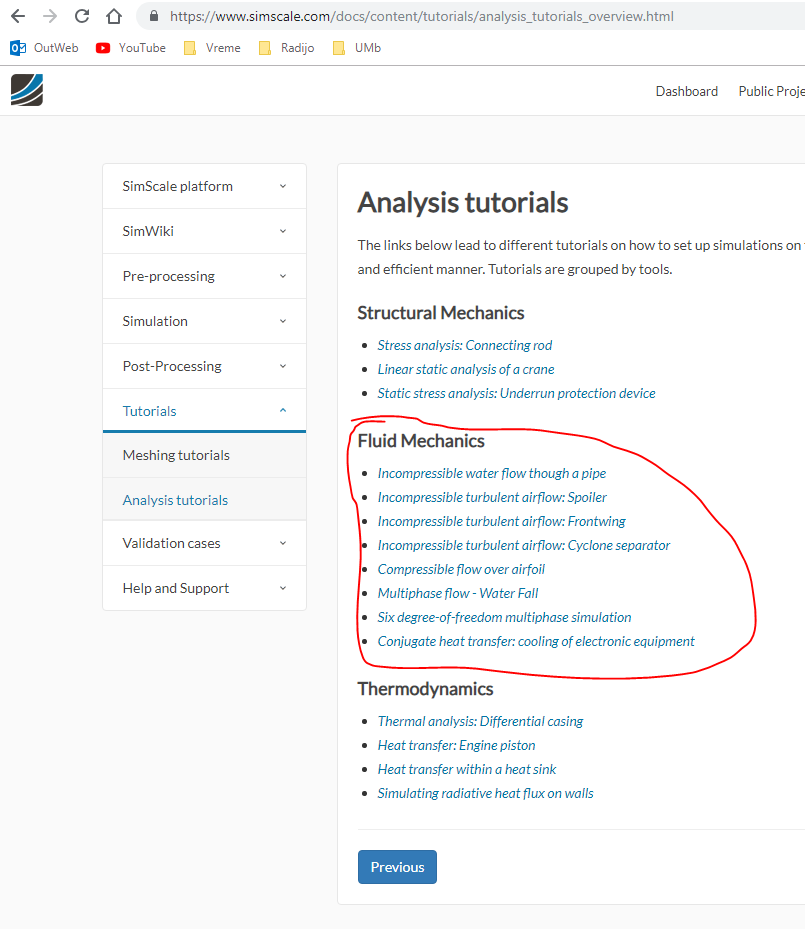 https://www.simscale.com/docs/content/tutorials/analysis_tutorials_overview.html
OutWeb YouTube Vreme Radijo UMb
Dashboard Public Proje
SimScale platform
SimWiki
Pre-processing
Simulation
Post-Processing
Tutorials
Meshing tutorials
Analysis tutorials
Validation cases
Help and Support
Analysis tutorials
The links below lead to different tutorials on how to set up simulations on
and efficient manner. Tutorials are grouped by tools.
Structural Mechanics
Stress analysis: Connecting rod
Linear static analysis of a crane
Static stress analysis: Underrun protection device
Fluid Mechanics
Incompressible water flow though a pipe
Incompressible turbulent airflow: Spoiler
Incompressible turbulent airflow: Frontwing
Incompressible turbulent airflow: Cyclone separator
Compressible flow over airfoil
Multiphase flow - Water Fall
Six degree-of-freedom multiphase simulation
Conjugate heat transfer: cooling of electronic equipment
Thermodynamics
Thermal analysis: Differential casing
Heat transfer: Engine piston
Heat transfer within a heat sink
Simulating radiative heat flux on walls
Previous